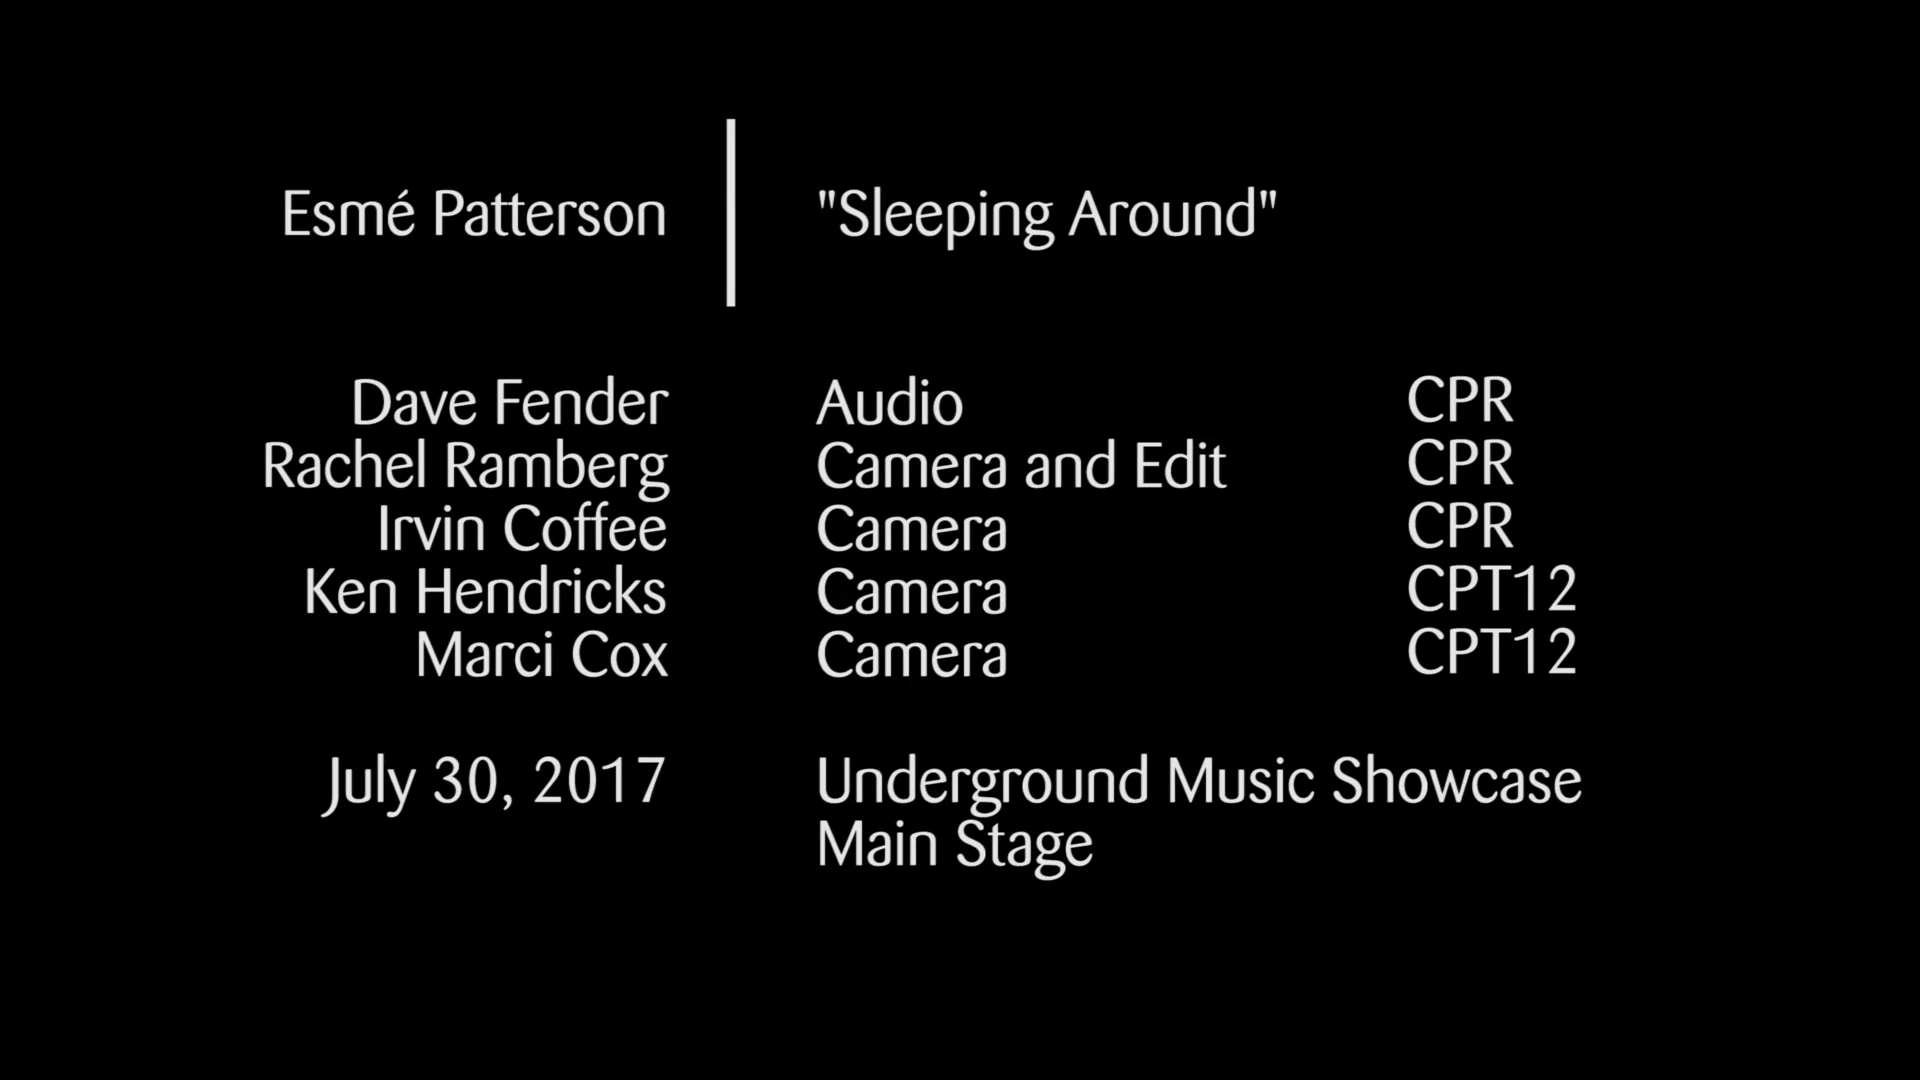 Esmé Patterson "Sleeping Around"
Dave Fender Audio CPR
Rachel Ramberg Camera and Edit CPR
Irvin Coffee Camera CPR
Ken Hendricks Camera CPT12
Marci Cox Camera CPT12
July 30, 2017 Underground Music Showcase
Main Stage